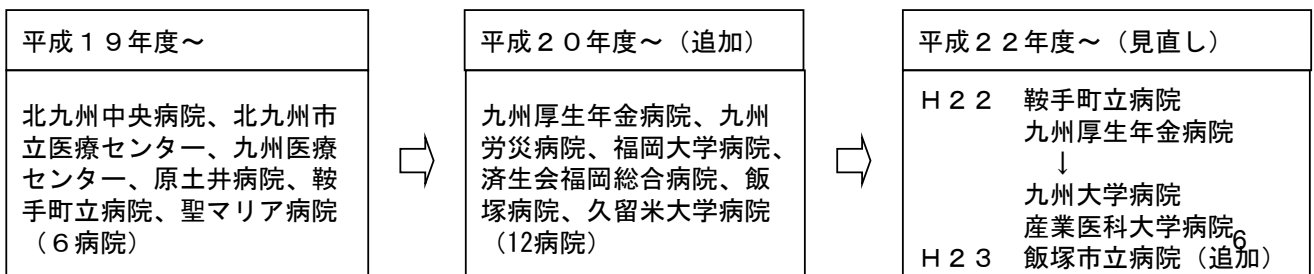 平成１９年度～
北九州中央病院、北九州市
立医療センター、九州医療
センター、原土井病院、鞍
手町立病院、聖マリア病院
（６病院）
平成２０年度～（追加）
九州厚生年金病院、九州
労災病院、福岡大学病院、
済生会福岡総合病院、飯
塚病院、久留米大学病院
（12病院）
平成２２年度～（見直し）
Ｈ２２　鞍手町立病院
九州厚生年金病院
↓
九州大学病院
産業医科大学病院
6
Ｈ２３　飯塚市立病院（追加）